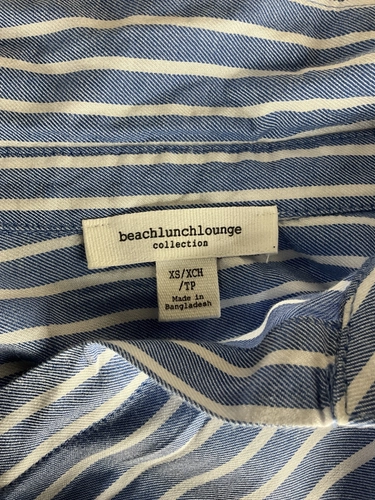 beachlunchlounge
collection
XS/XCH
/TP
Made in
Bangladesh